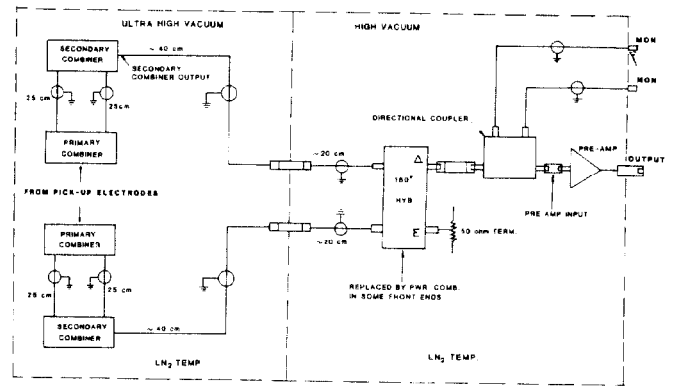 ULTRA HIGH VACUUM
HIGH VACUUM
SECONDARY
COMBINER
~ 40 cm
SECONDARY
COMBINER OUTPUT
25 cm
25cm
PRIMARY
COMBINER
FROM PICK-UP ELECTRODES
PRIMARY
COMBINER
25 cm
25 cm
SECONDARY
COMBINER
~ 40 cm
LN2 TEMP
~20 cm
~20 cm
Δ
180°
HYB
Σ
50 ohm TERM.
REPLACED BY PWR. COMB.
IN SOME FRONT ENDS
DIRECTIONAL COUPLER
MON
MON
PRE-AMP
OUTPUT
PRE AMP INPUT
LN2 TEMP.